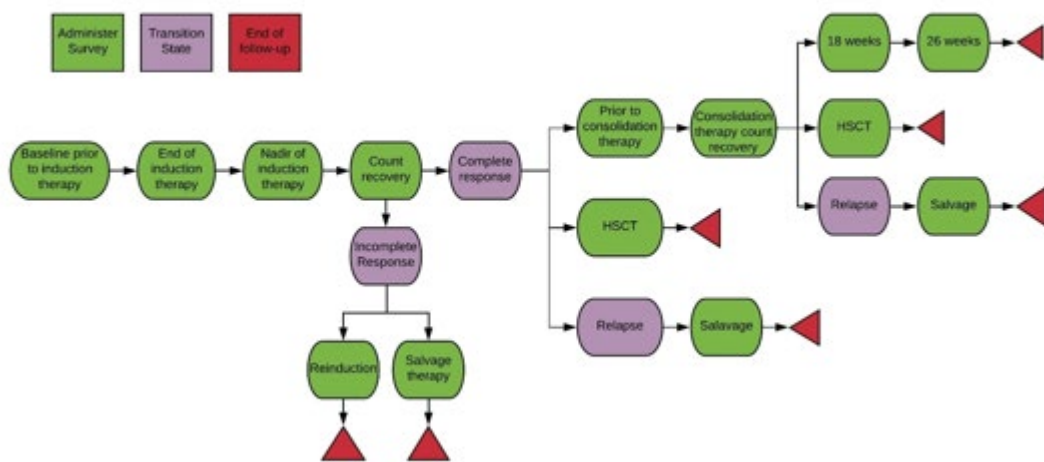 Administer
Survey
Transition
State
End of
follow-up
18 weeks
26 weeks
Prior to
consolidation
therapy
Consolidation
therapy count
recovery
HSCT
Baseline prior
to induction
therapy
End of
induction
therapy
Nadir of
induction
therapy
Count
recovery
Complete
response
Relapse
Salvage
HSCT
Incomplete
Response
Relapse
Salavage
Reinduction
Salvage
therapy